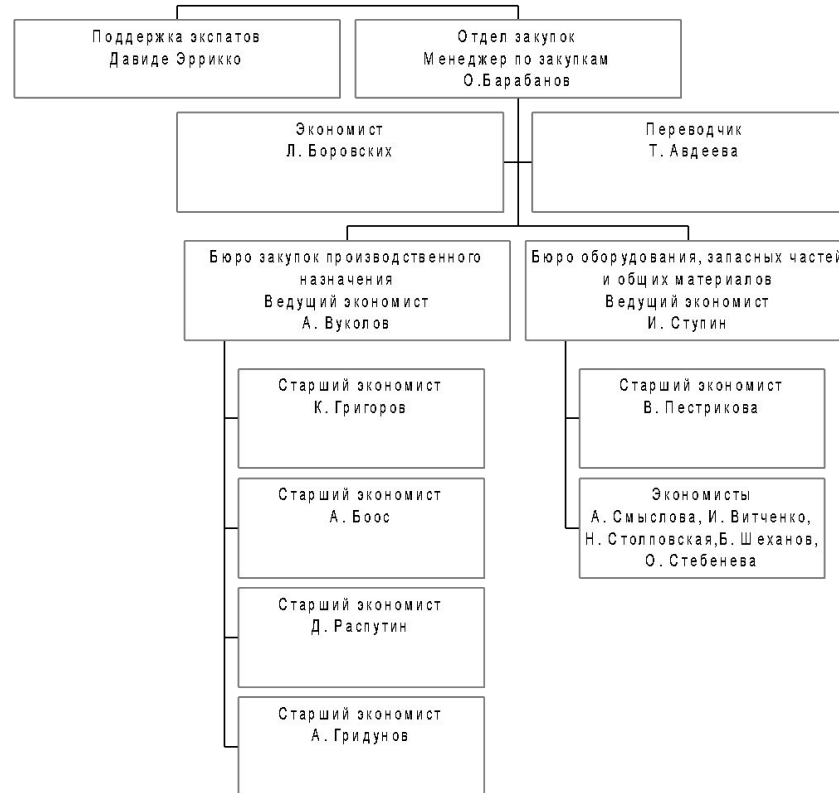 Поддержка экспатов
Давиде Эррикко
Отдел закупок
Менеджер по закупкам
О.Барабанов
Экономист
Л. Боровских
Переводчик
Т. Авдеева
Бюро закупок производственного
назначения
Ведущий экономист
А. Вуколов
Бюро оборудования, запасных частей
и общих материалов
Ведущий экономист
И. Ступин
Старший экономист
К. Григоров
Старший экономист
А. Боос
Старший экономист
Д. Распутин
Старший экономист
А. Гридунов
Старший экономист
В. Пестрикова
Экономисты
А. Смыслова, И. Витченко,
Н. Столповская,Б. Шеханов,
О. Стебенева